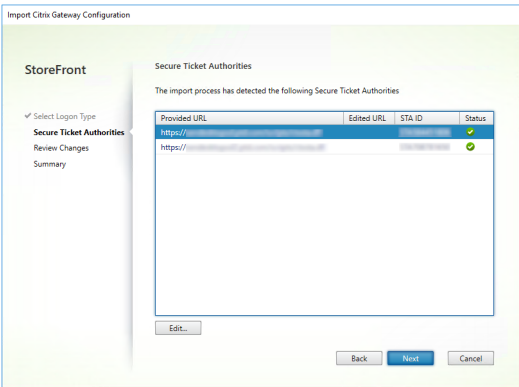 Import Citrix Gateway Configuration
StoreFront
Select Logon Type
Secure Ticket Authorities
Review Changes
Summary
Secure Ticket Authorities
The import process has detected the following Secure Ticket Authorities
Provided URL Edited URL STA ID Status
https://
https://
Edit...
Back Next Cancel